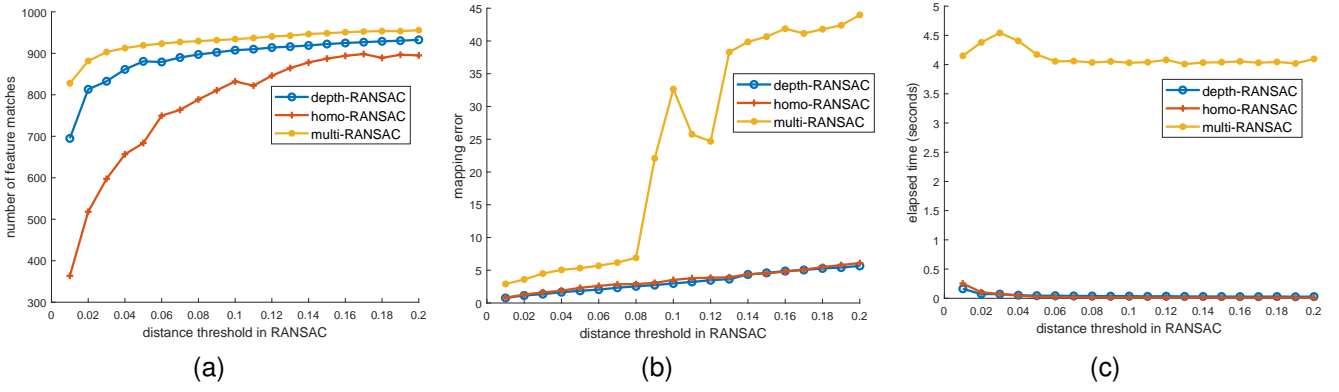 1000
900
800
700
600
500
400
300
number of feature matches
0 0.02 0.04 0.06 0.08 0.1 0.12 0.14 0.16 0.18 0.2
distance threshold in RANSAC
depth-RANSAC
homo-RANSAC
multi-RANSAC
(a)
45
40
35
30
25
20
15
10
5
0
mapping error
0 0.02 0.04 0.06 0.08 0.1 0.12 0.14 0.16 0.18 0.2
distance threshold in RANSAC
depth-RANSAC
homo-RANSAC
multi-RANSAC
(b)
5
4.5
4
3.5
3
2.5
2
1.5
1
0.5
0
elapsed time (seconds)
0 0.02 0.04 0.06 0.08 0.1 0.12 0.14 0.16 0.18 0.2
distance threshold in RANSAC
depth-RANSAC
homo-RANSAC
multi-RANSAC
(c)